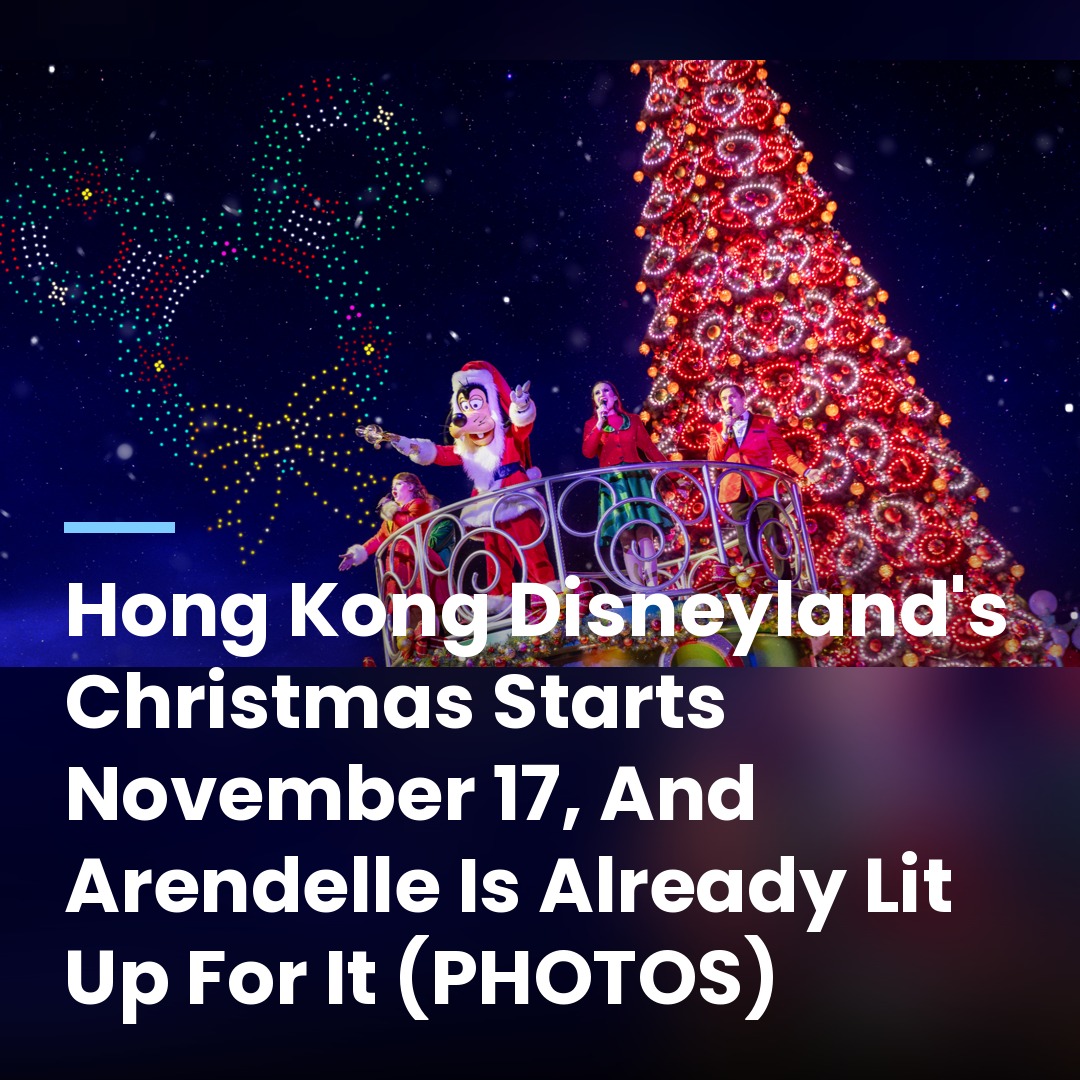 Hong Kong Disneyland's
Christmas Starts
November 17, And
Arendelle Is Already Lit
Up For It (PHOTOS)